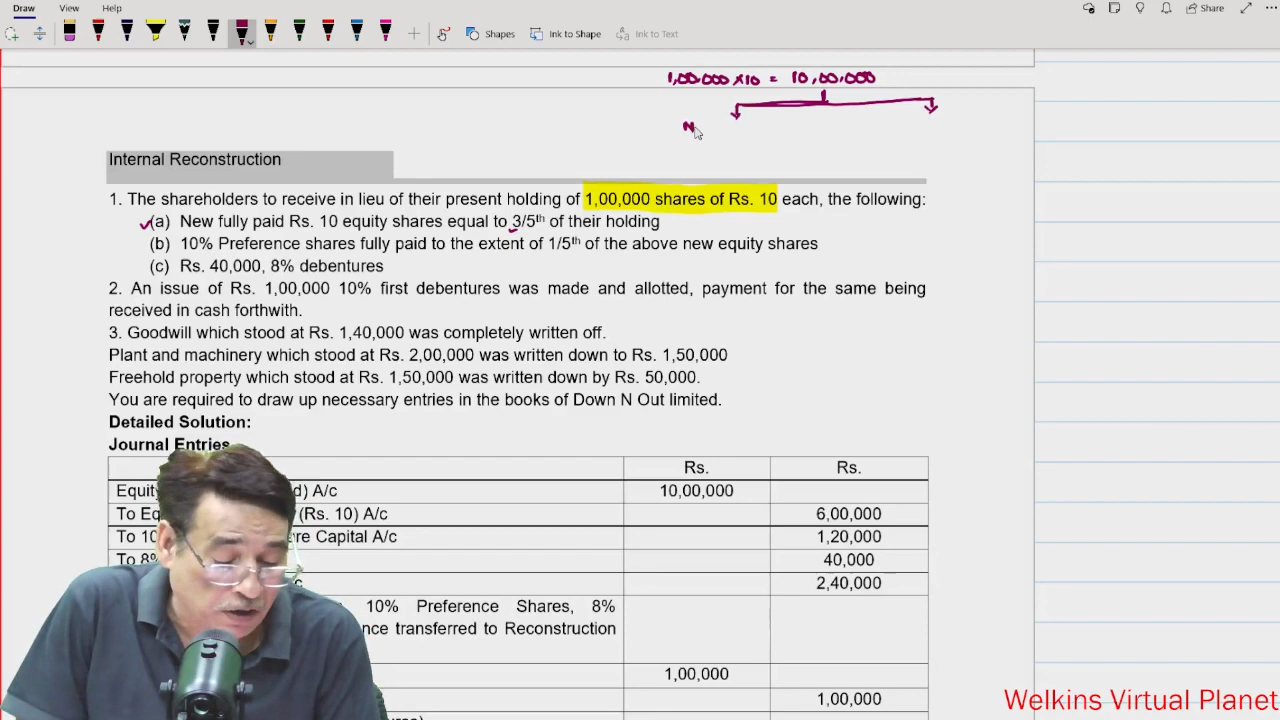 Draw View Help
Share
Shapes Ink to Shape Ink to Text
1,00,000 × 10 = 10,00,000
N
Internal Reconstruction
1. The shareholders to receive in lieu of their present holding of 1,00,000 shares of Rs. 10 each, the following:
(a) New fully paid Rs. 10 equity shares equal to 3/5th of their holding
(b) 10% Preference shares fully paid to the extent of 1/5th of the above new equity shares
(c) Rs. 40,000, 8% debentures
2. An issue of Rs. 1,00,000 10% first debentures was made and allotted, payment for the same being
received in cash forthwith.
3. Goodwill which stood at Rs. 1,40,000 was completely written off.
Plant and machinery which stood at Rs. 2,00,000 was written down to Rs. 1,50,000
Freehold property which stood at Rs. 1,50,000 was written down by Rs. 50,000.
You are required to draw up necessary entries in the books of Down N Out limited.
Detailed Solution:
Journal Entries
Rs. Rs.
Equity d) A/c 10,00,000
To Eq (Rs. 10) A/c 6,00,000
To 10 are Capital A/c 1,20,000
To 8% 40,000
c 2,40,000
10% Preference Shares, 8%
nce transferred to Reconstruction
1,00,000
1,00,000
Welkins Virtual Planet